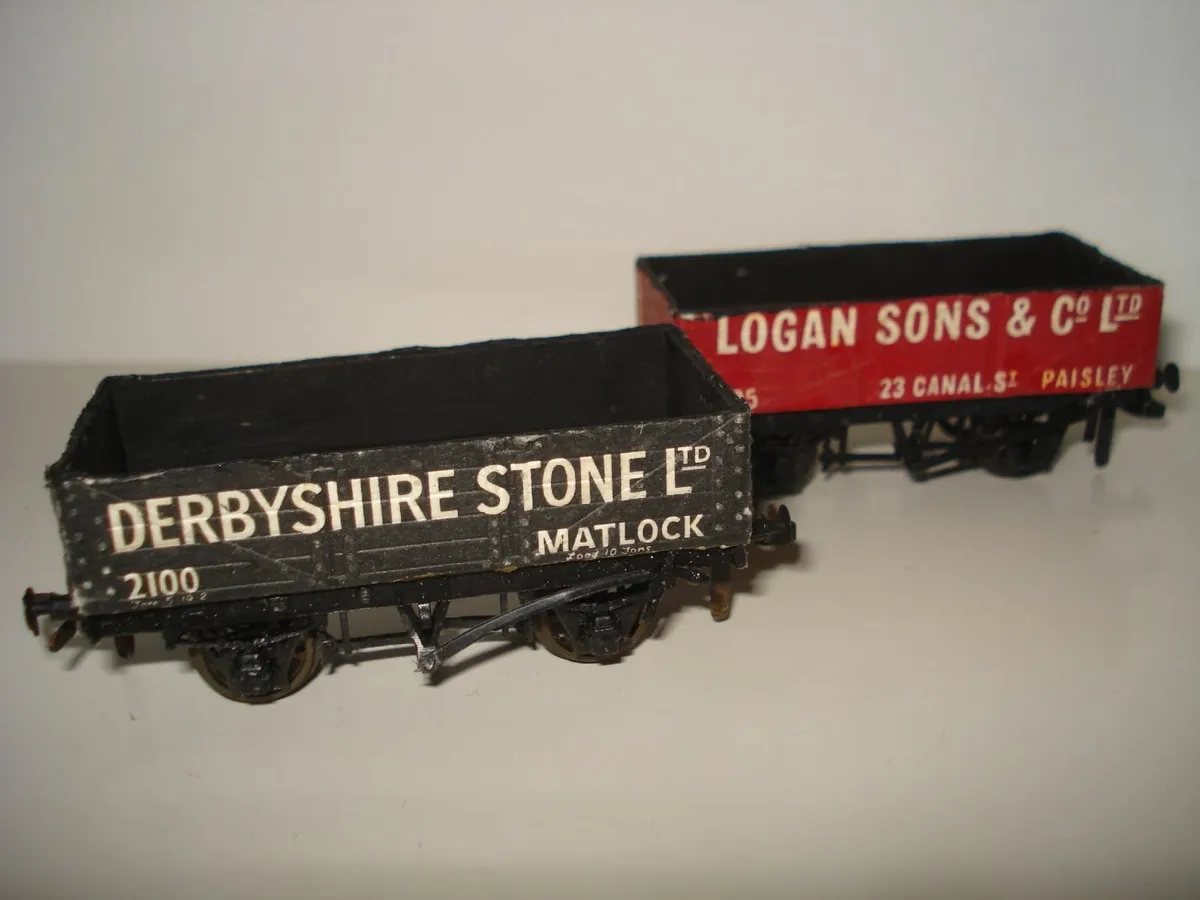 DERBYSHIRE STONE LTD
MATLOCK
Load 10 Tons
2100
LOGAN SONS & Co LTD
23 CANAL ST PAISLEY